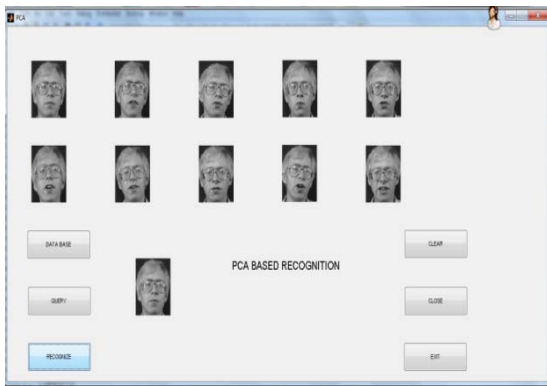 PCA
DATA BASE
CLEAR
PCA BASED RECOGNITION
QUERY
CLOSE
RECOGNIZE
EXIT